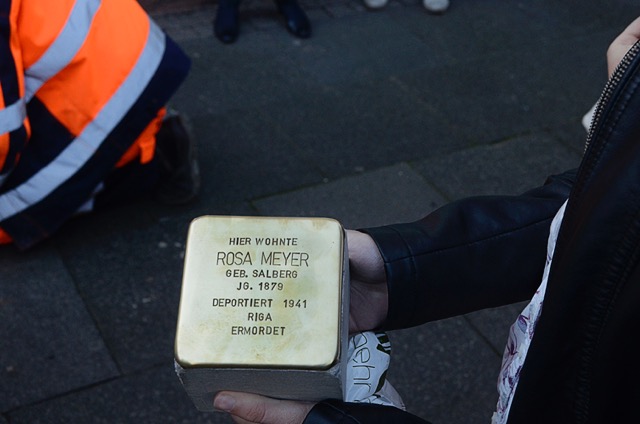 HIER WOHNTE
ROSA MEYER
GEB. SALBERG
JG. 1879
DEPORTIERT 1941
RIGA
ERMORDET